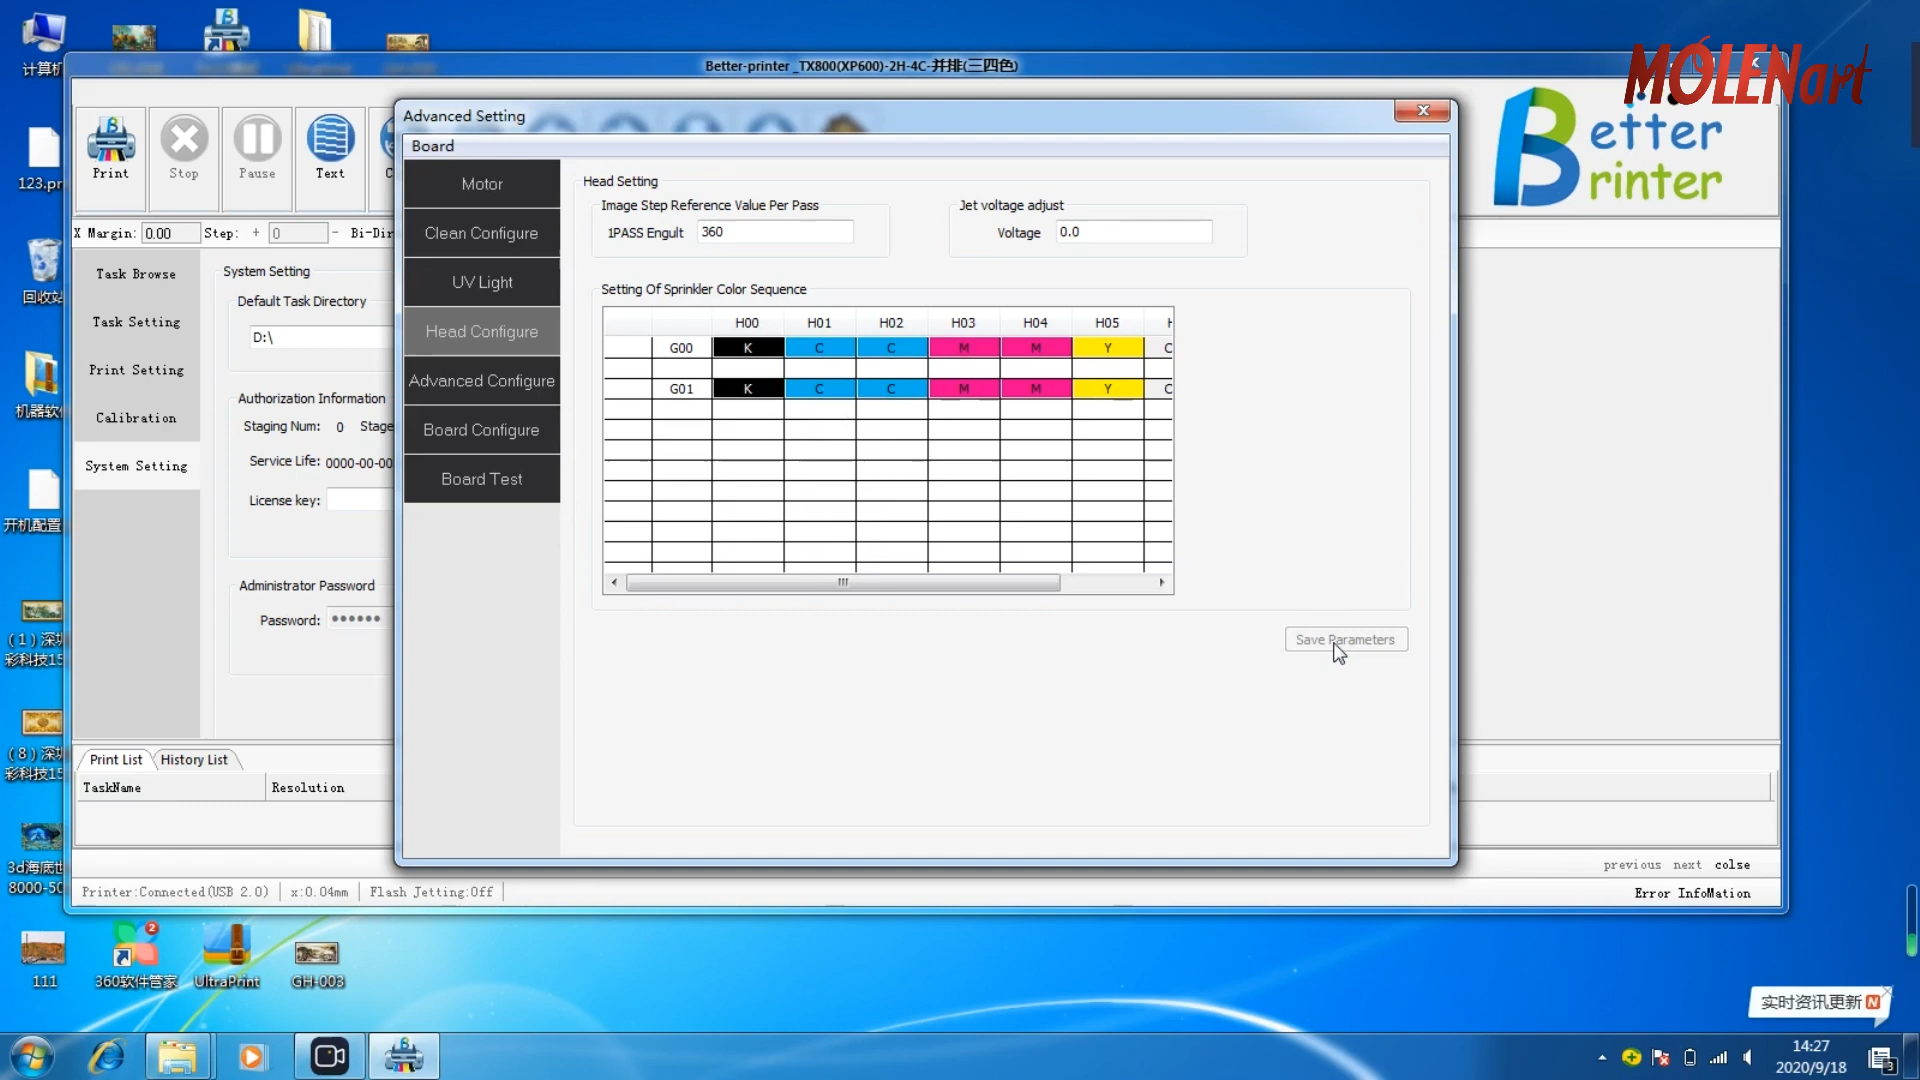 计算机
Better-printer _TX800(XP600)-2H-4C-并排(三四色)
MOLENart
Better
Printer
Print
Stop
Pause
Text
123.pr
X Margin: 0.00 Step: + 0 - Bi-Dir
回收站
机器软
开机配置
(1)深圳
彩科技15
(8)深圳
彩科技15
3d海底世
8000-50
Task Browse
Task Setting
Print Setting
Calibration
System Setting
System Setting
Default Task Directory
D:\
Authorization Information
Staging Num: 0 Stage
Service Life: 0000-00-00
License key:
Administrator Password
Password: ●●●●●●
Advanced Setting
Board
Motor
Clean Configure
UV Light
Head Configure
Advanced Configure
Board Configure
Board Test
Head Setting
Image Step Reference Value Per Pass
1PASS Engult 360
Jet voltage adjust
Voltage 0.0
Setting Of Sprinkler Color Sequence
H00 H01 H02 H03 H04 H05
G00 K C C M M Y C
G01 K C C M M Y C
Save Parameters
Print List History List
TaskName Resolution
previous next colse
Printer:Connected(USB 2.0) x:0.04mm Flash Jetting:Off
Error InfoMation
111
360软件管家
2
UltraPrint
GH-003
实时资讯更新 N
14:27
2020/9/18
3